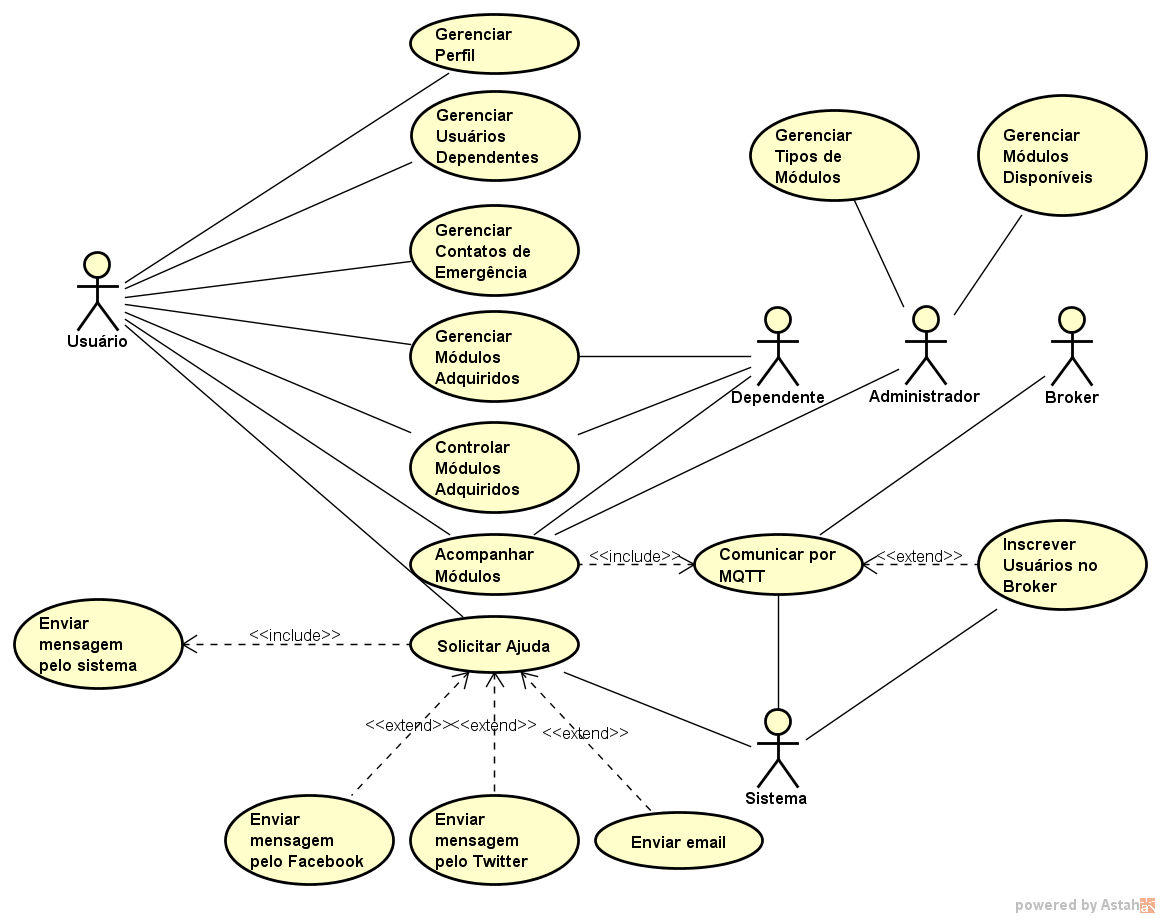 Gerenciar
Perfil
Gerenciar
Usuários
Dependentes
Gerenciar
Tipos de
Módulos
Gerenciar
Módulos
Disponíveis
Gerenciar
Contatos de
Emergência
Usuário
Gerenciar
Módulos
Adquiridos
Dependente
Administrador
Broker
Controlar
Módulos
Adquiridos
Acompanhar
Módulos
<<include>>
Comunicar por
MQTT
<<extend>>
Inscrever
Usuários no
Broker
Enviar
mensagem
pelo sistema
<<include>>
Solicitar Ajuda
<<extend>>
<<extend>>
<<extend>>
Sistema
Enviar
mensagem
pelo Facebook
Enviar
mensagem
pelo Twitter
Enviar email
powered by Astah